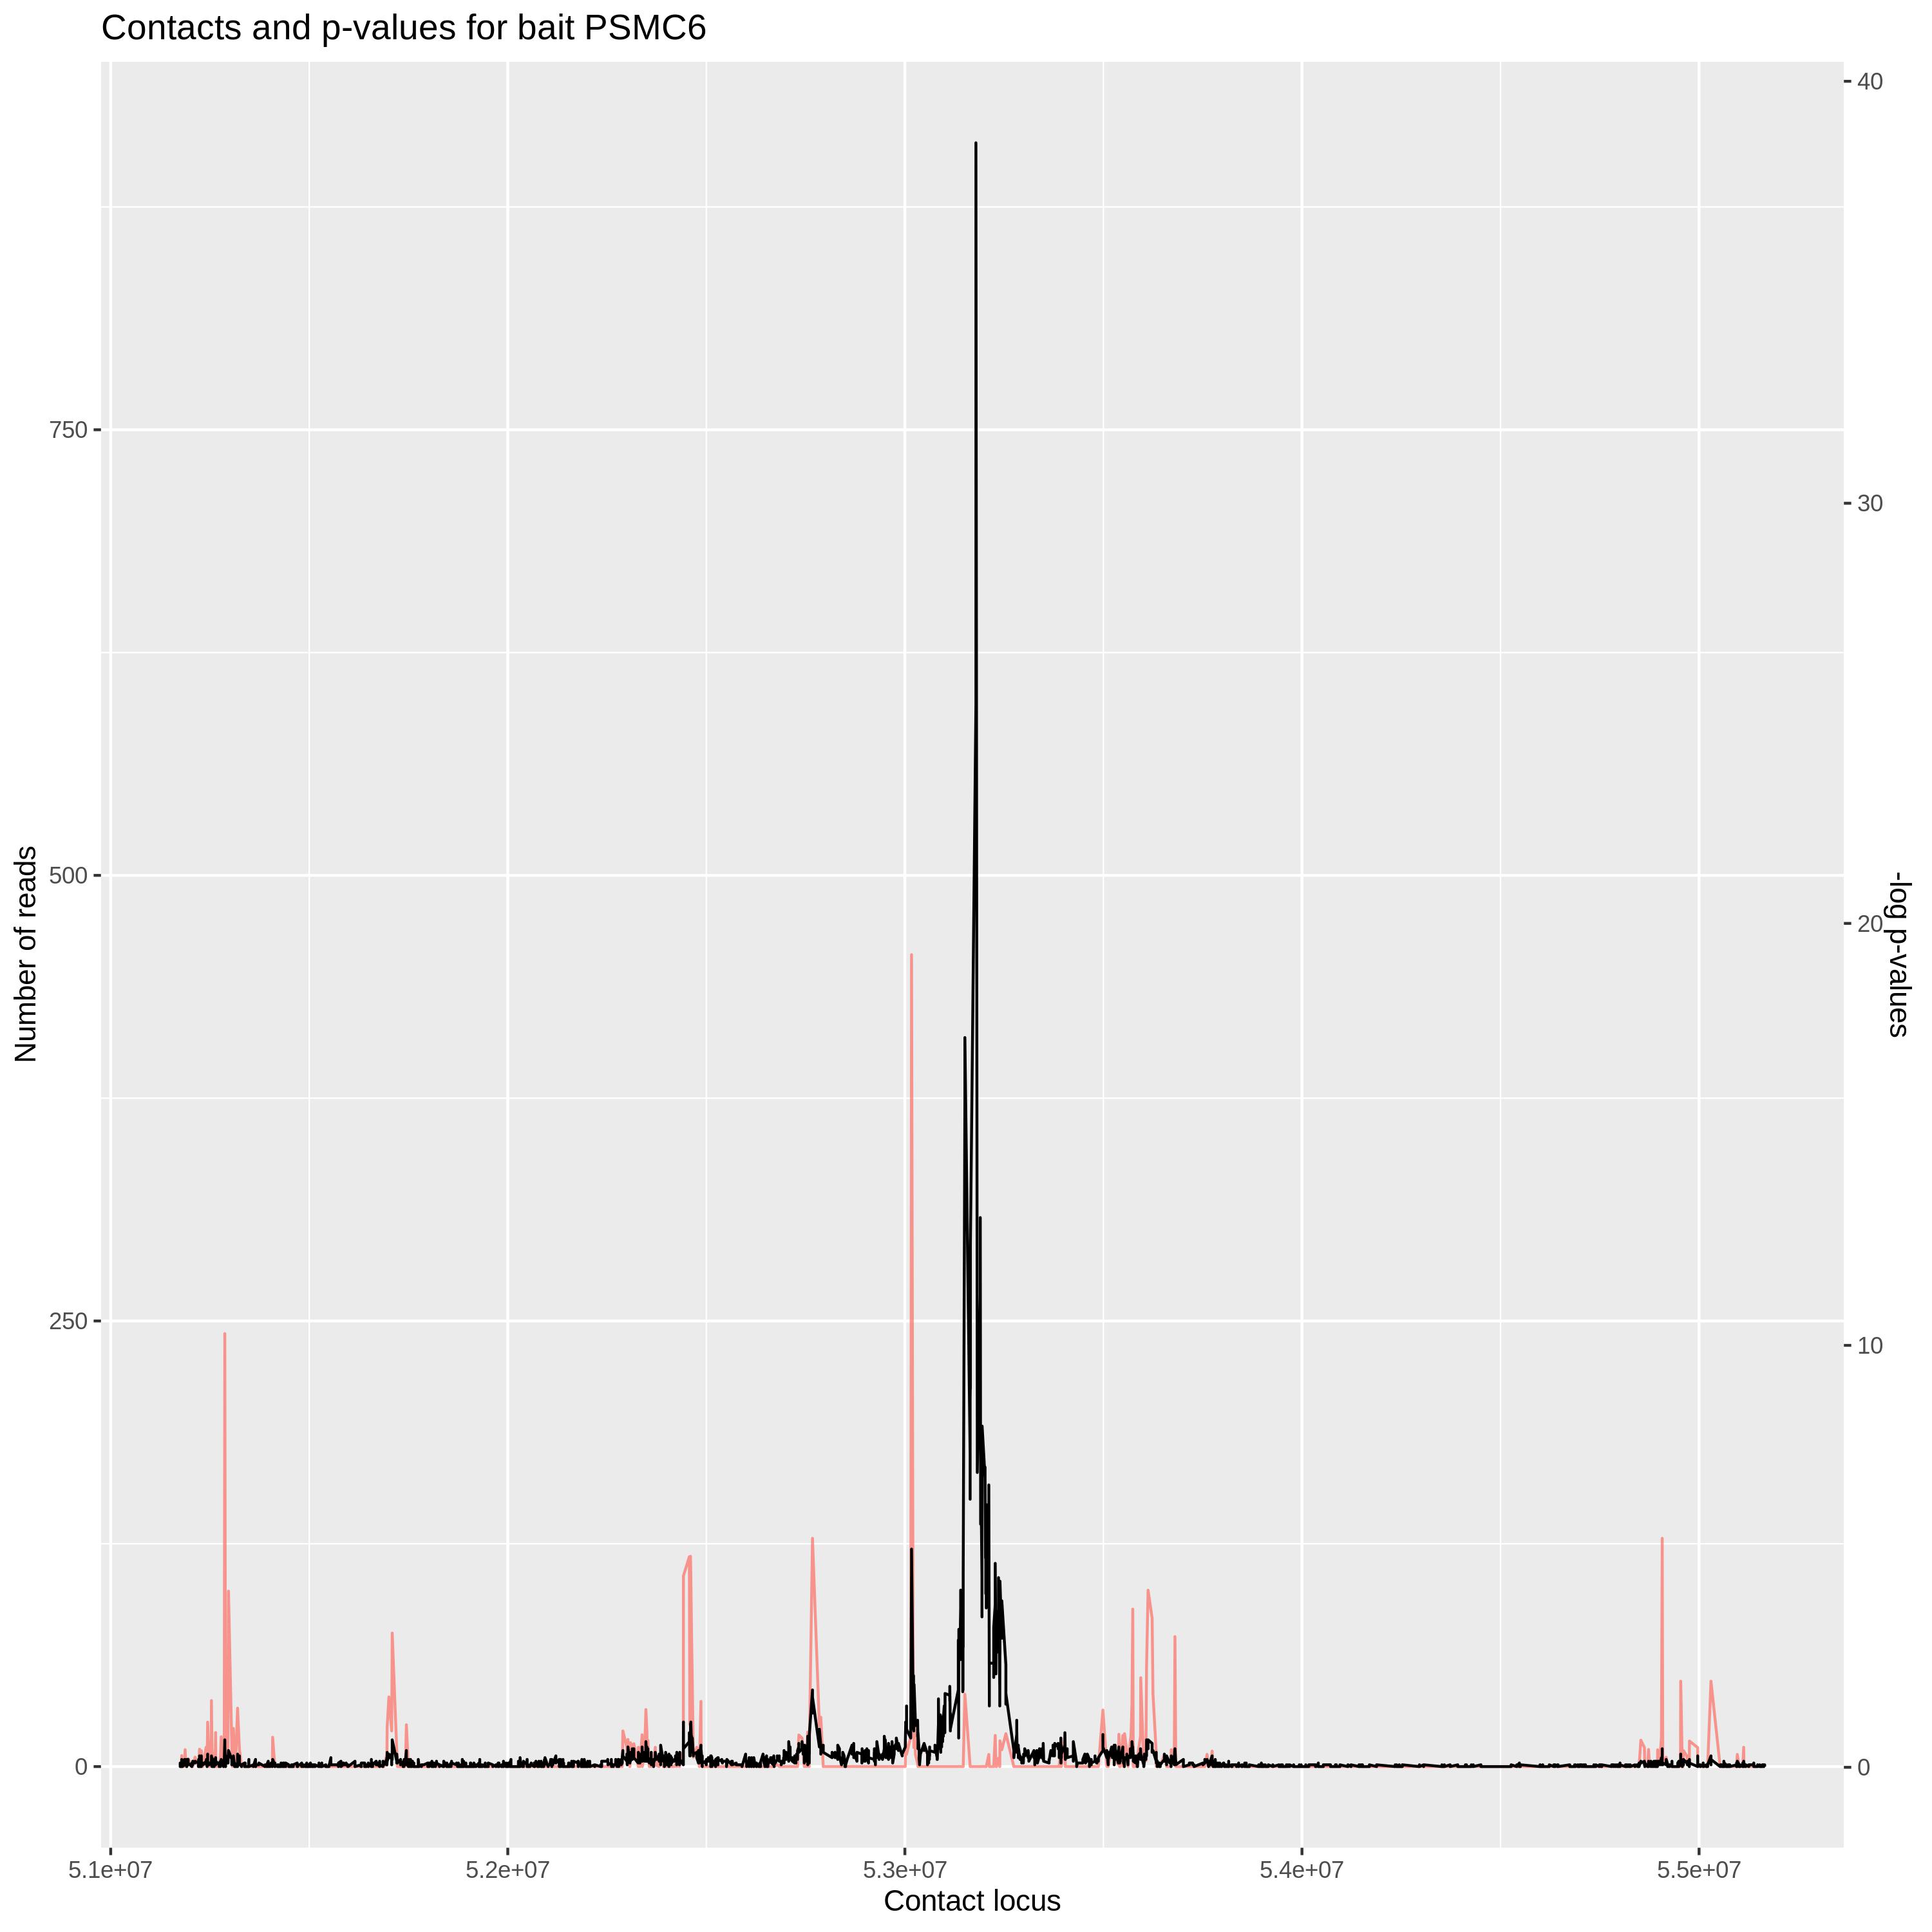 Contacts and p-values for bait PSMC6
40
750
30
500
20
Number of reads
-log p-values
250
10
0
0
5.1e+07
5.2e+07
5.3e+07
5.4e+07
5.5e+07
Contact locus